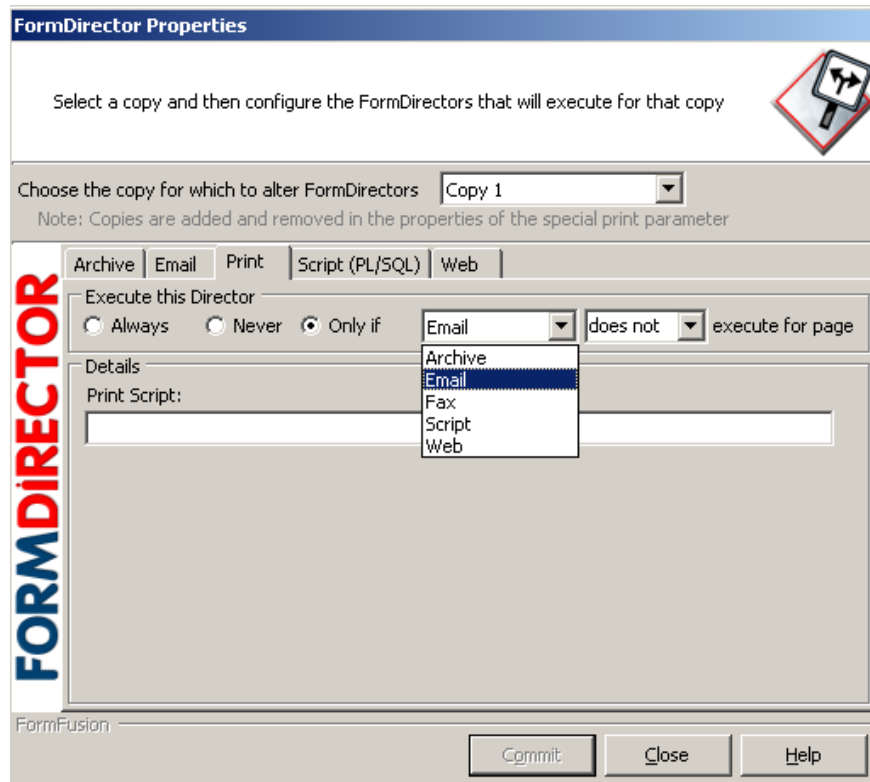 FormDirector Properties
Select a copy and then configure the FormDirectors that will execute for that copy
Choose the copy for which to alter FormDirectors Copy 1
Note: Copies are added and removed in the properties of the special print parameter
Archive Email Print Script (PL/SQL) Web
Execute this Director
Always Never Only if Email does not execute for page
Archive
Email
Fax
Script
Web
Details
Print Script:
FORMDiRECTOR
FormFusion
Commit Close Help